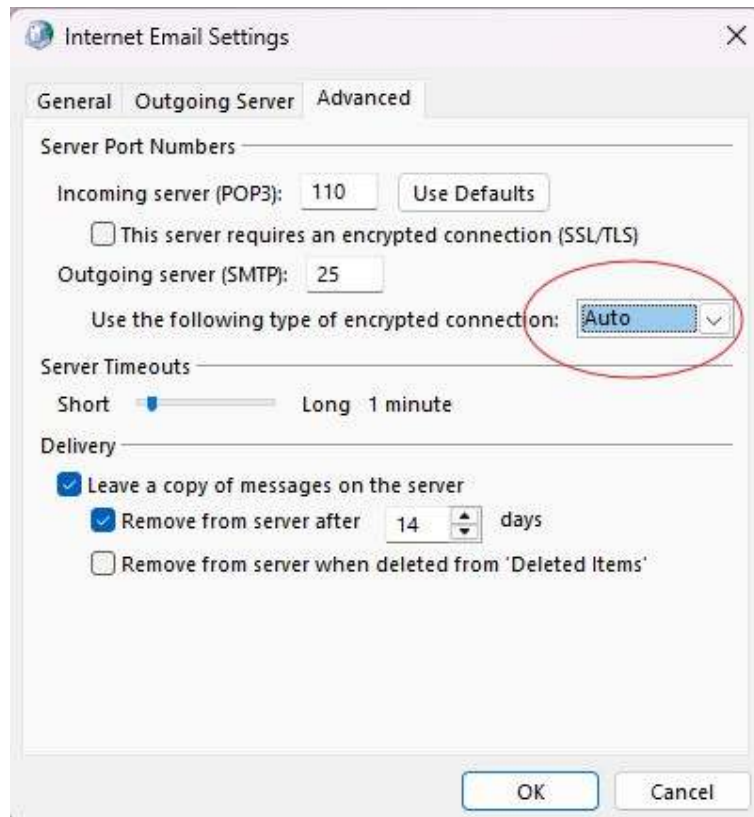 Internet Email Settings
General Outgoing Server Advanced
Server Port Numbers
Incoming server (POP3): 110 Use Defaults
This server requires an encrypted connection (SSL/TLS)
Outgoing server (SMTP): 25
Use the following type of encrypted connection: Auto
Server Timeouts
Short Long 1 minute
Delivery
Leave a copy of messages on the server
Remove from server after 14 days
Remove from server when deleted from 'Deleted Items'
OK Cancel